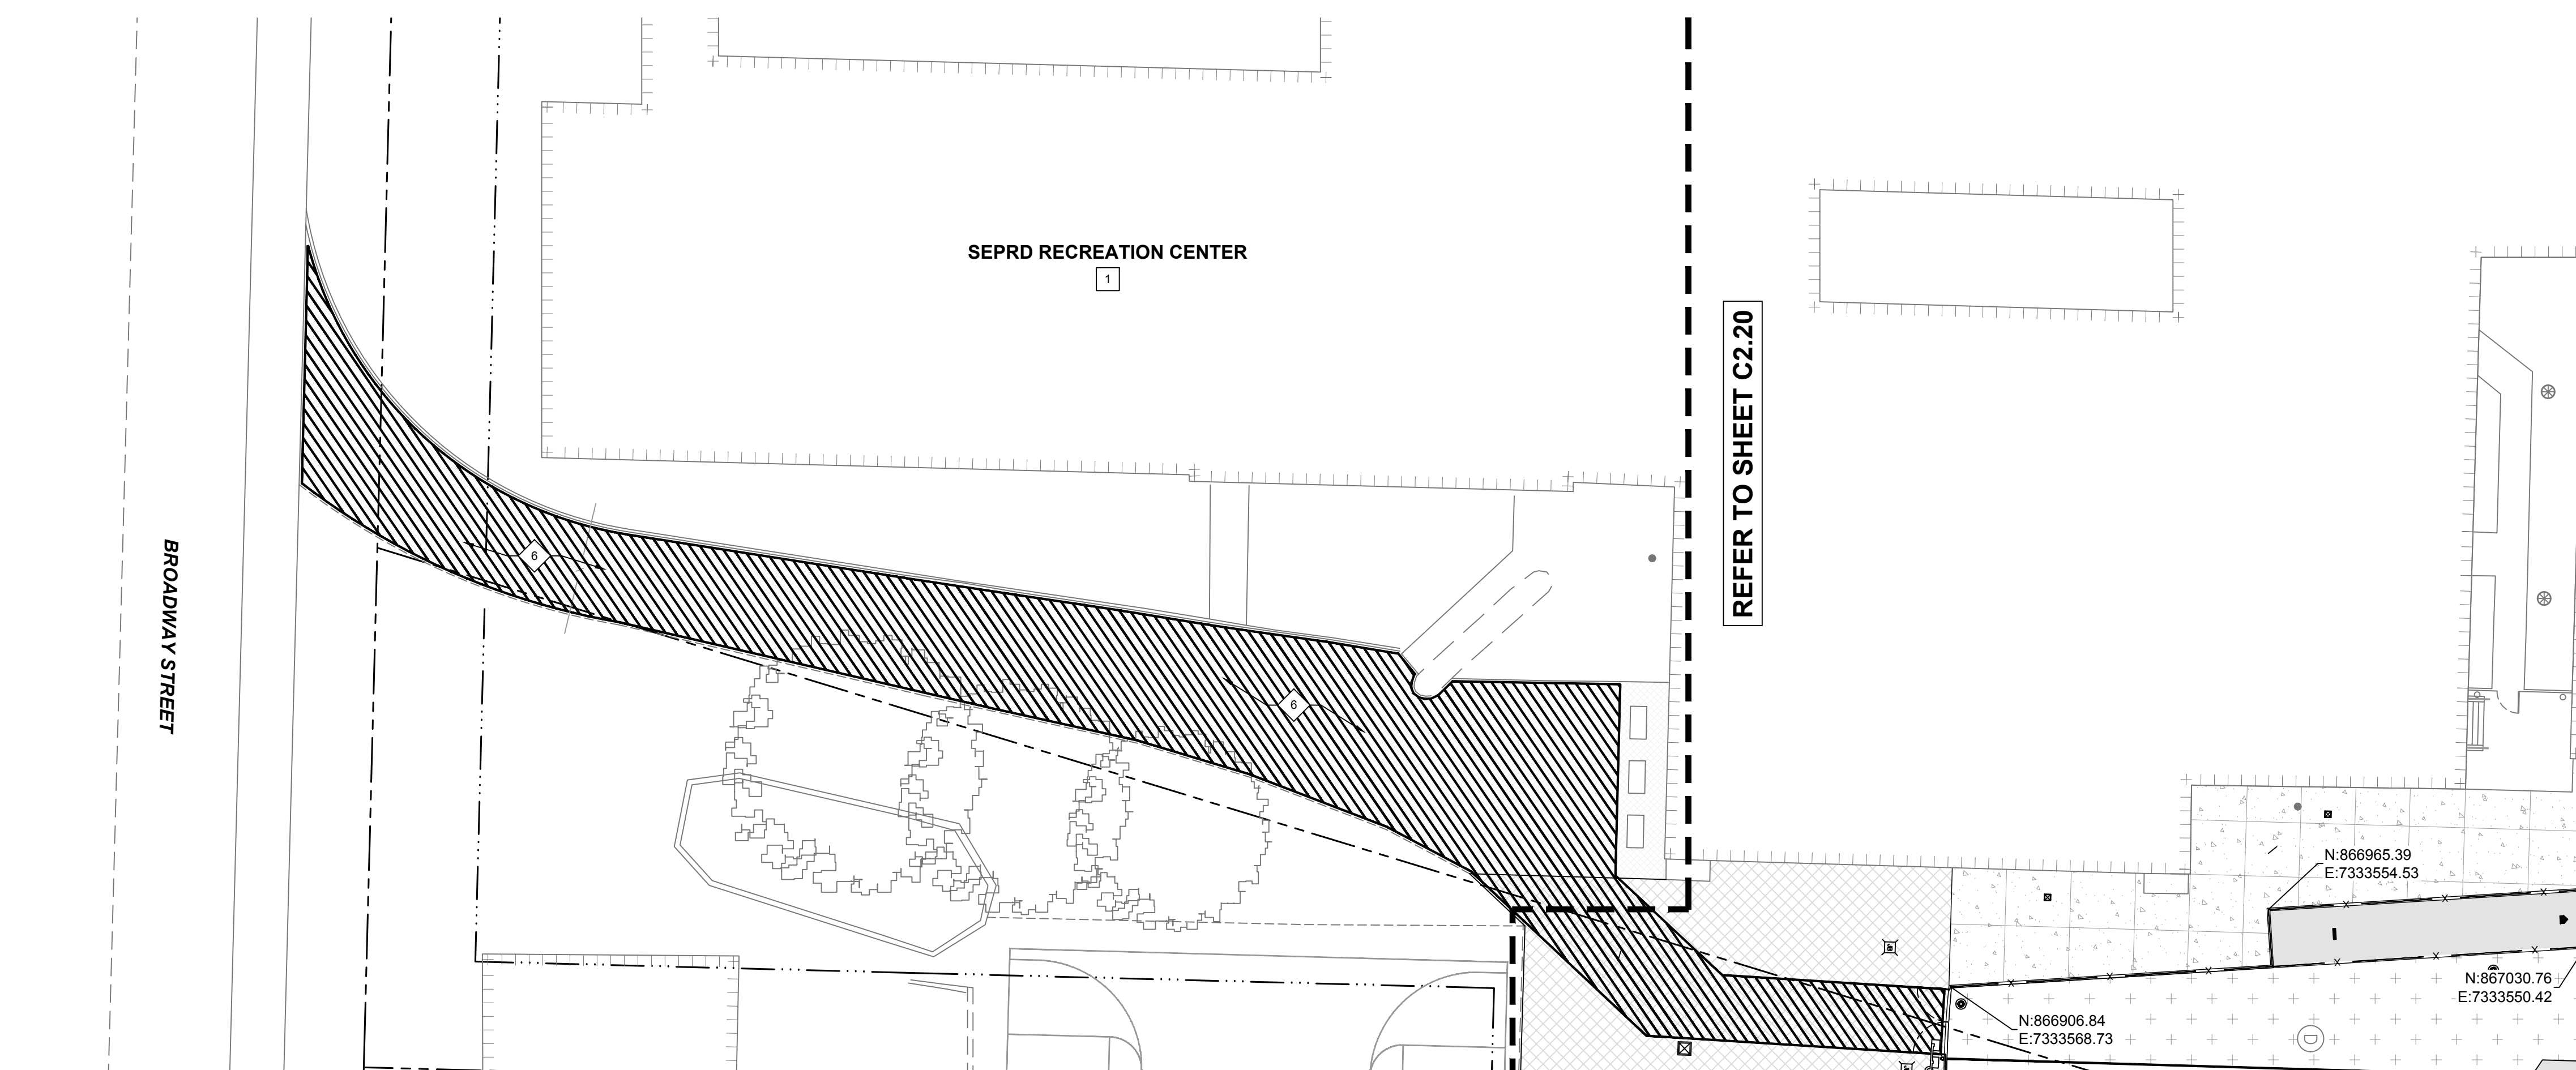 SEPRD RECREATION CENTER
1
REFER TO SHEET C2.20
BROADWAY STREET
6
6
N:866965.39
E:7333554.53
N:867030.76
E:7333550.42
N:866906.84
E:7333568.73
D